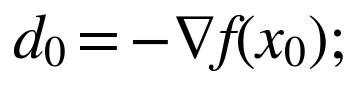 d₀ = −∇f(x₀);